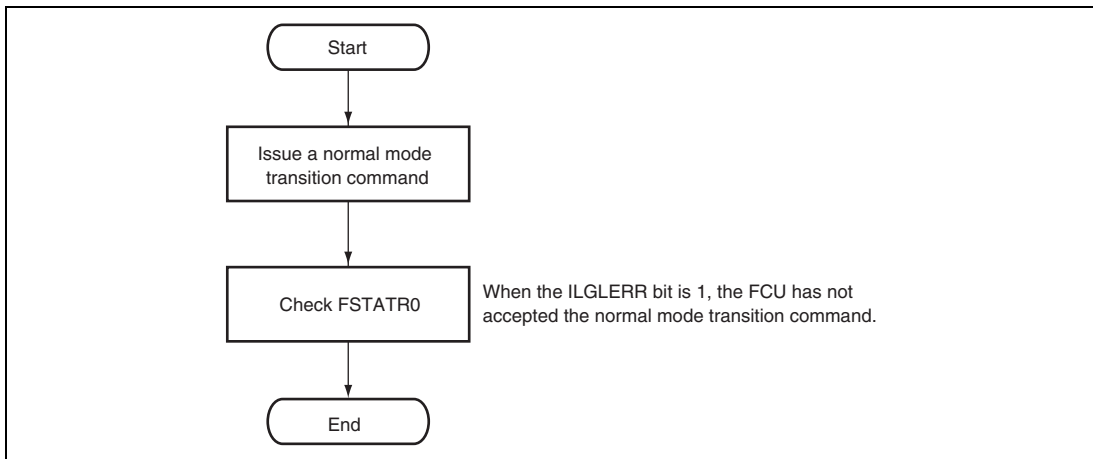 Start
Issue a normal mode
transition command
Check FSTATR0
When the ILGLERR bit is 1, the FCU has not
accepted the normal mode transition command.
End